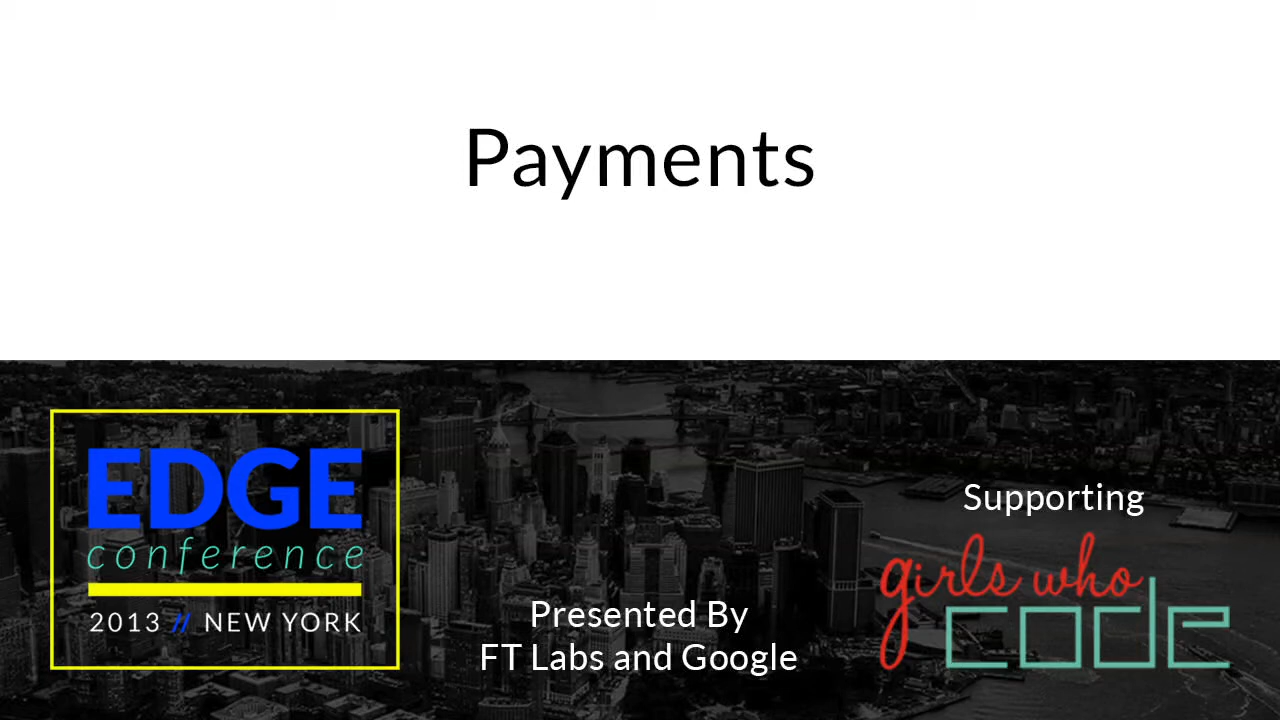 Payments
EDGE
conference
2013 // NEW YORK
Presented By
FT Labs and Google
Supporting
girls who
code